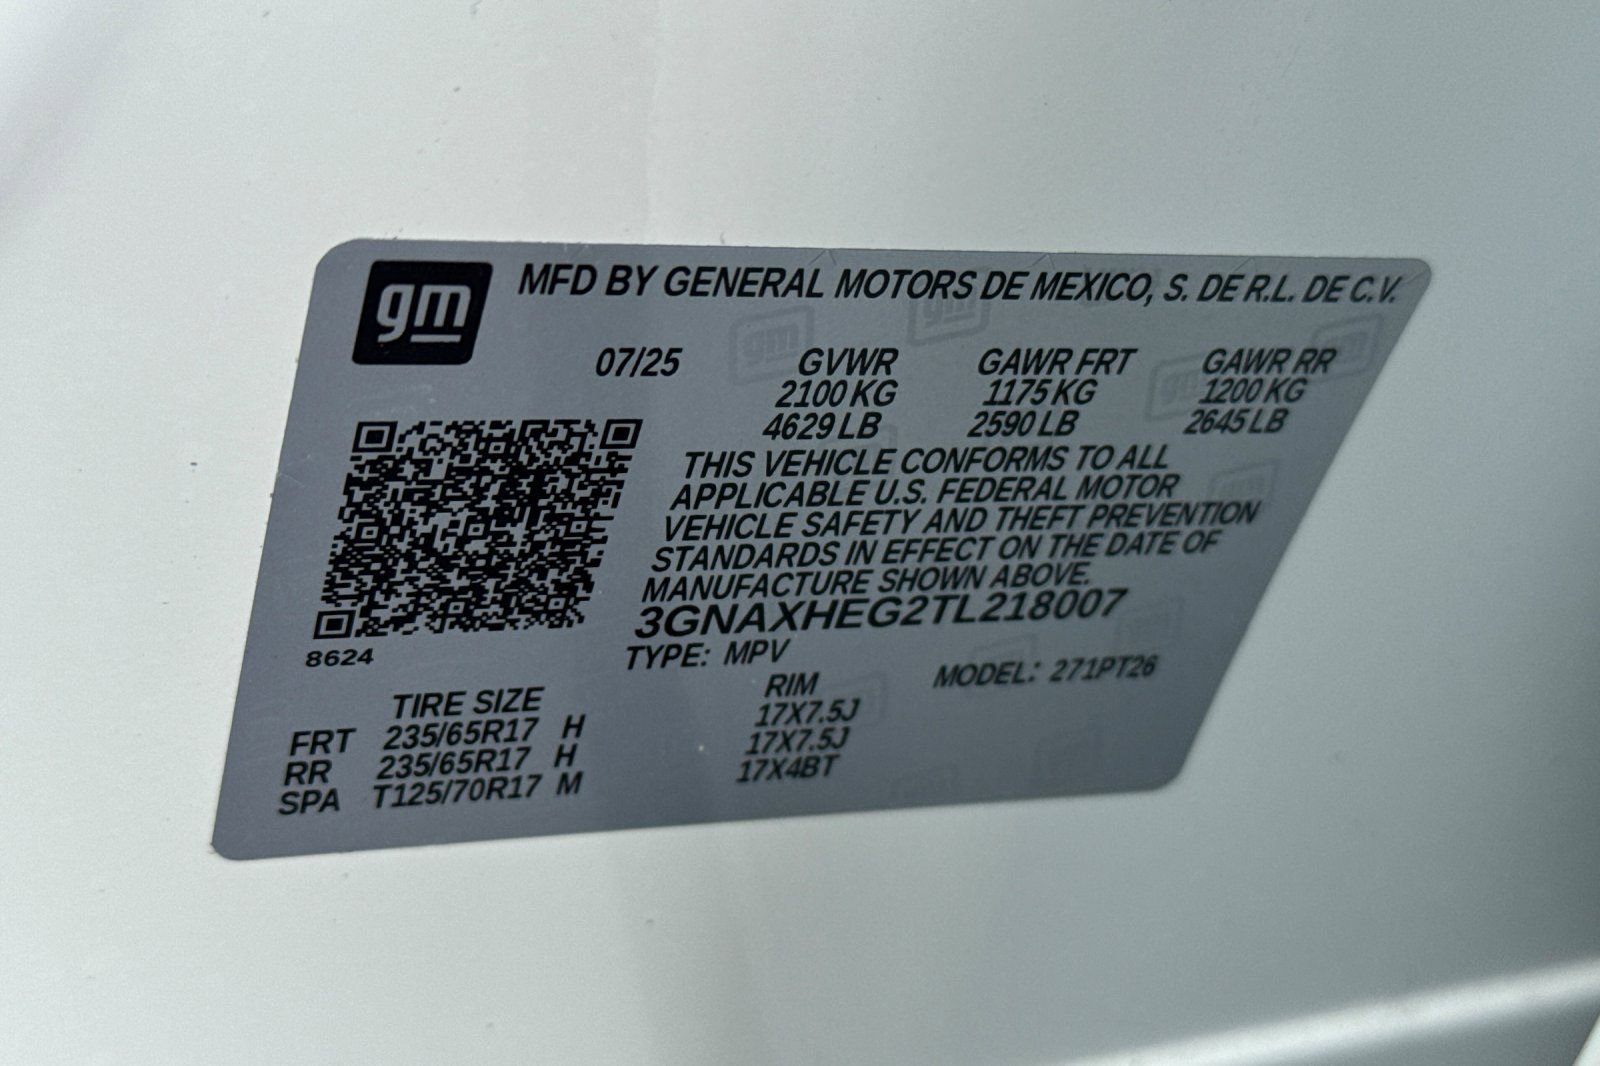 gm
MFD BY GENERAL MOTORS DE MEXICO, S. DE R.L. DE C.V.
07/25 GVWR GAWR FRT GAWR RR
2100 KG 1175 KG 1200 KG
4629 LB 2590 LB 2645 LB
THIS VEHICLE CONFORMS TO ALL
APPLICABLE U.S. FEDERAL MOTOR
VEHICLE SAFETY AND THEFT PREVENTION
STANDARDS IN EFFECT ON THE DATE OF
MANUFACTURE SHOWN ABOVE.
3GNAXHEG2TL218007
8624
TYPE: MPV MODEL: 271PT26
TIRE SIZE RIM
FRT 235/65R17 H 17X7.5J
RR 235/65R17 H 17X7.5J
SPA T125/70R17 M 17X4BT